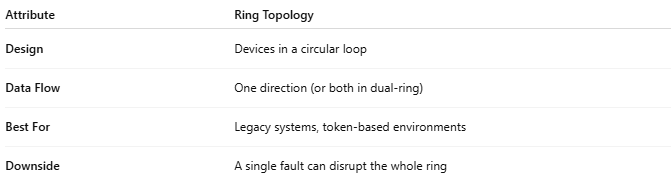 Attribute Ring Topology
Design Devices in a circular loop
Data Flow One direction (or both in dual-ring)
Best For Legacy systems, token-based environments
Downside A single fault can disrupt the whole ring